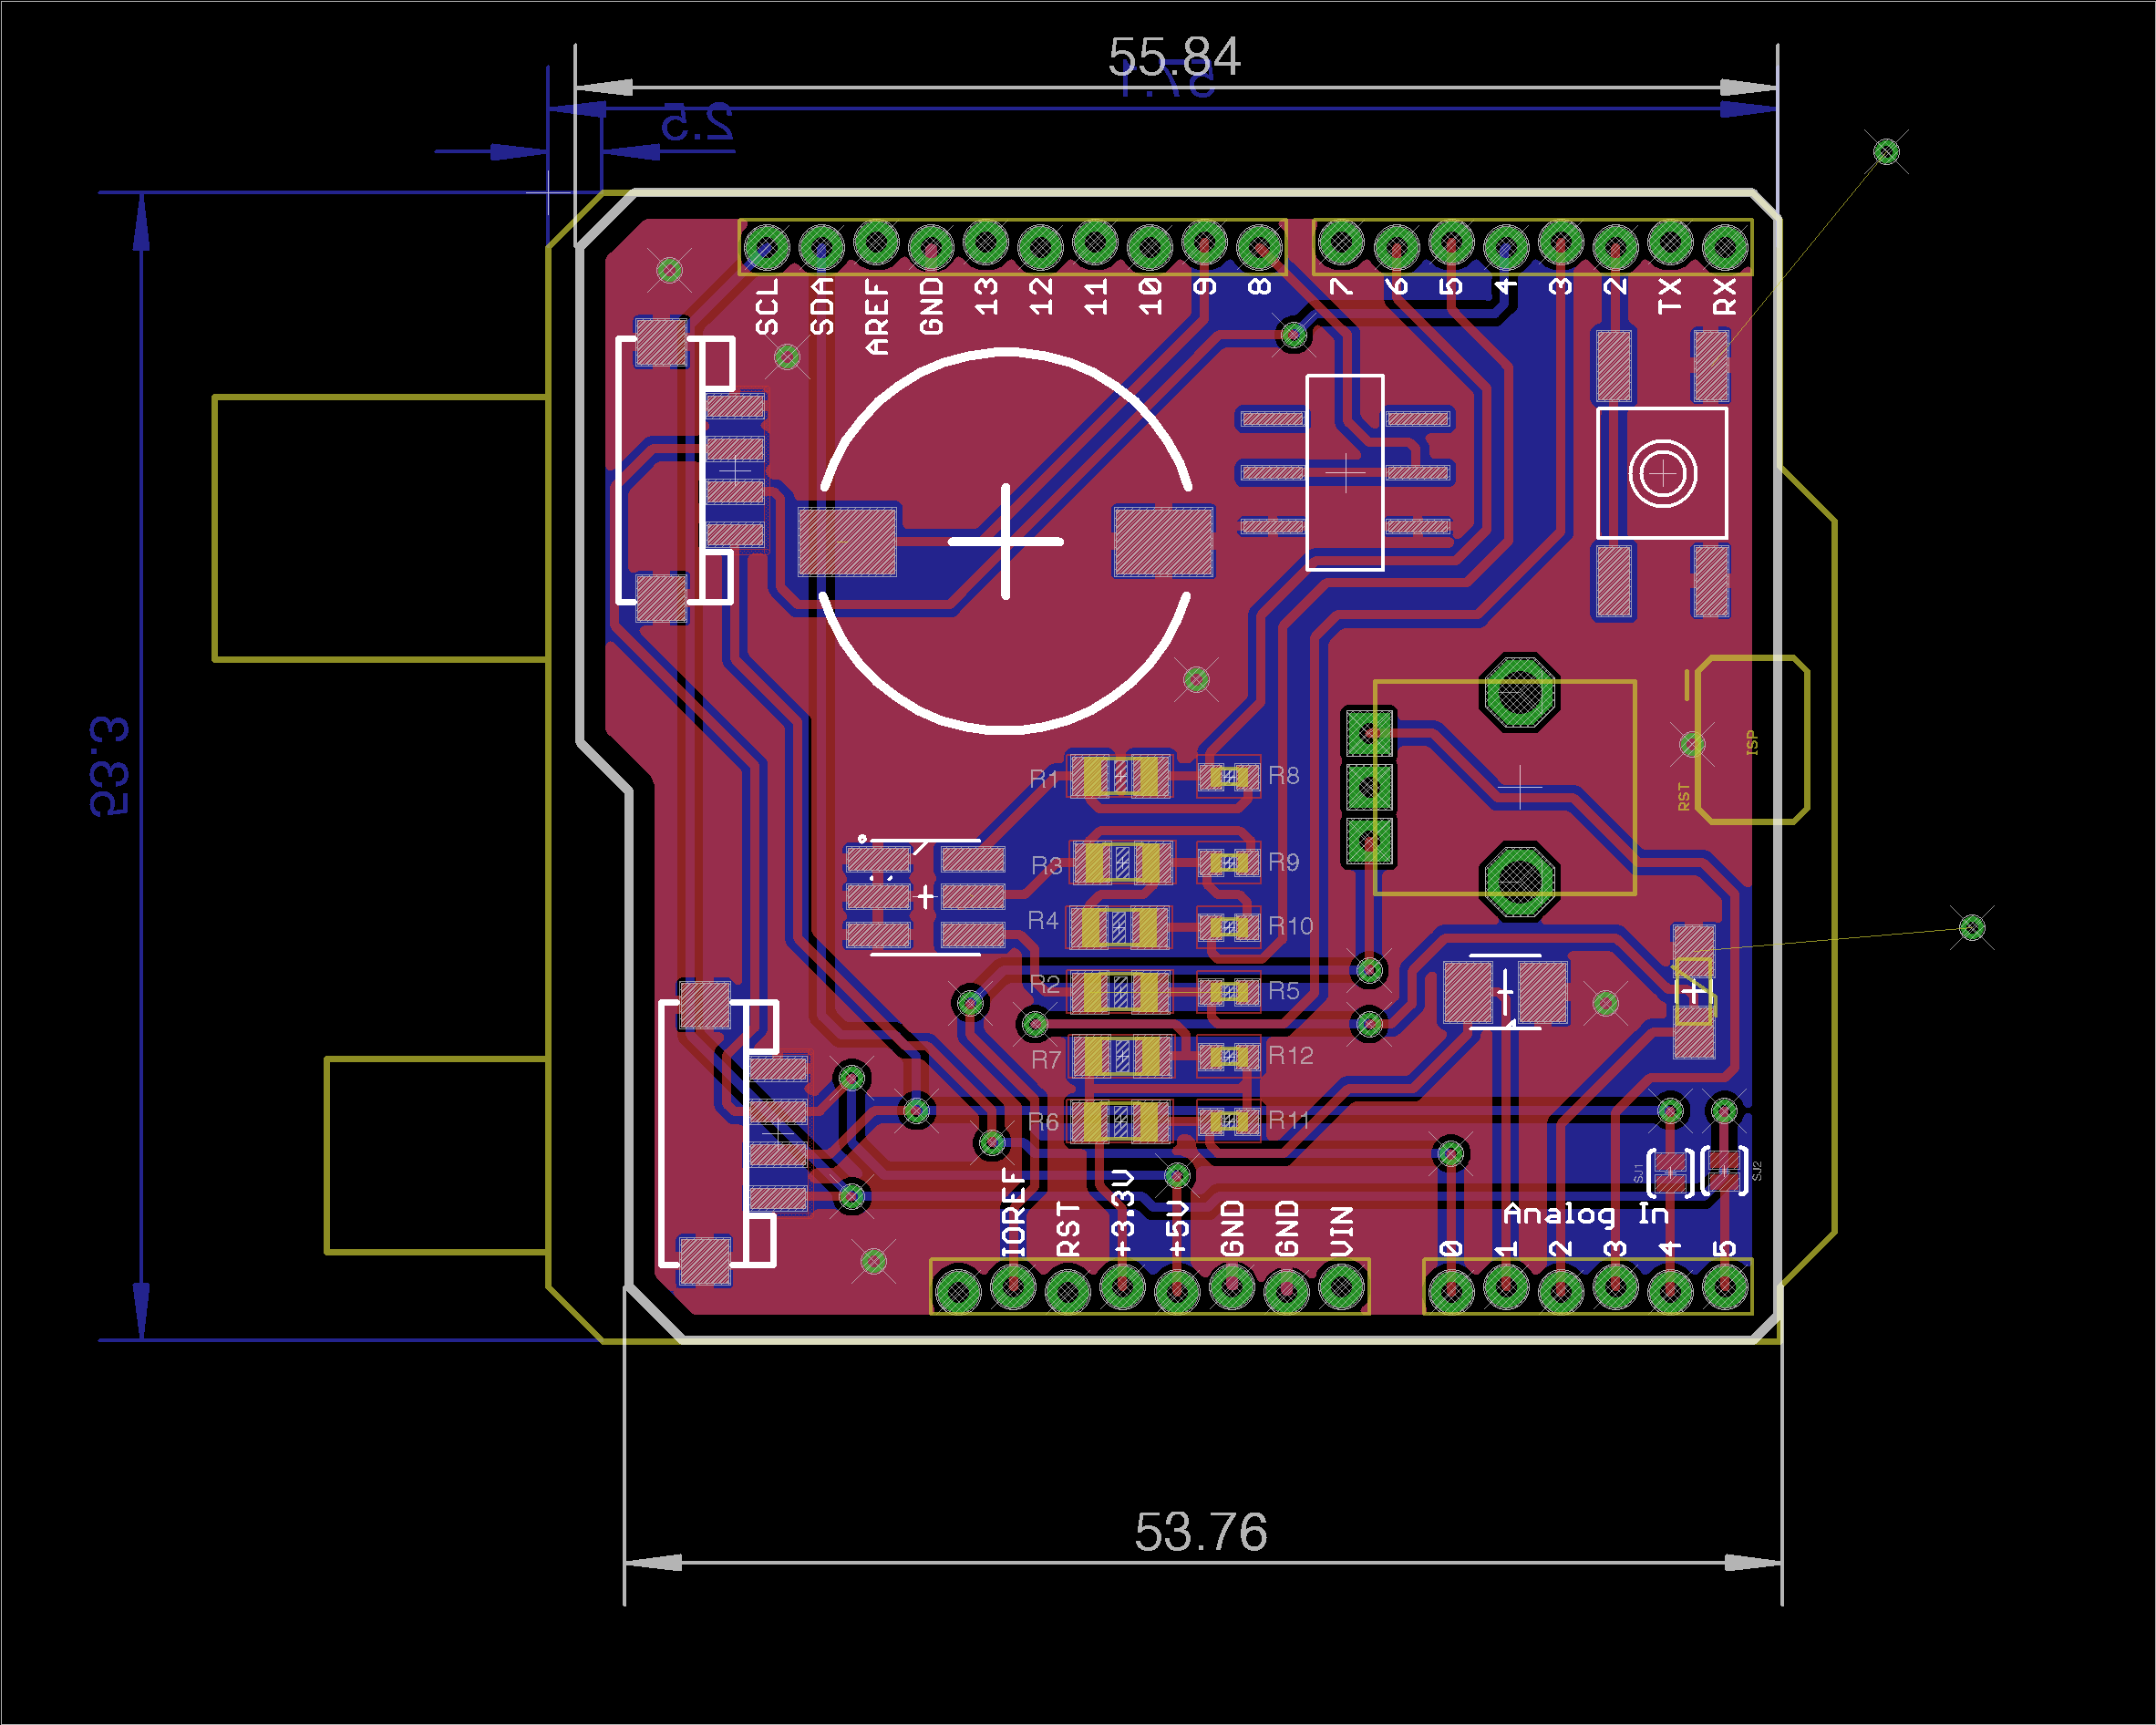 55.84
57.1
2.5
SCL SDA AREF GND 13 12 11 10 9 8 7 6 5 4 3 2 TX RX
53.3
ISP
RST
R1 R8
R3 R9
R4 R10
R2 R5
R7 R12
R6 R11
SJ1 SJ2
IOREF RST +3.3V +5V GND GND VIN
Analog In
0 1 2 3 4 5
53.76